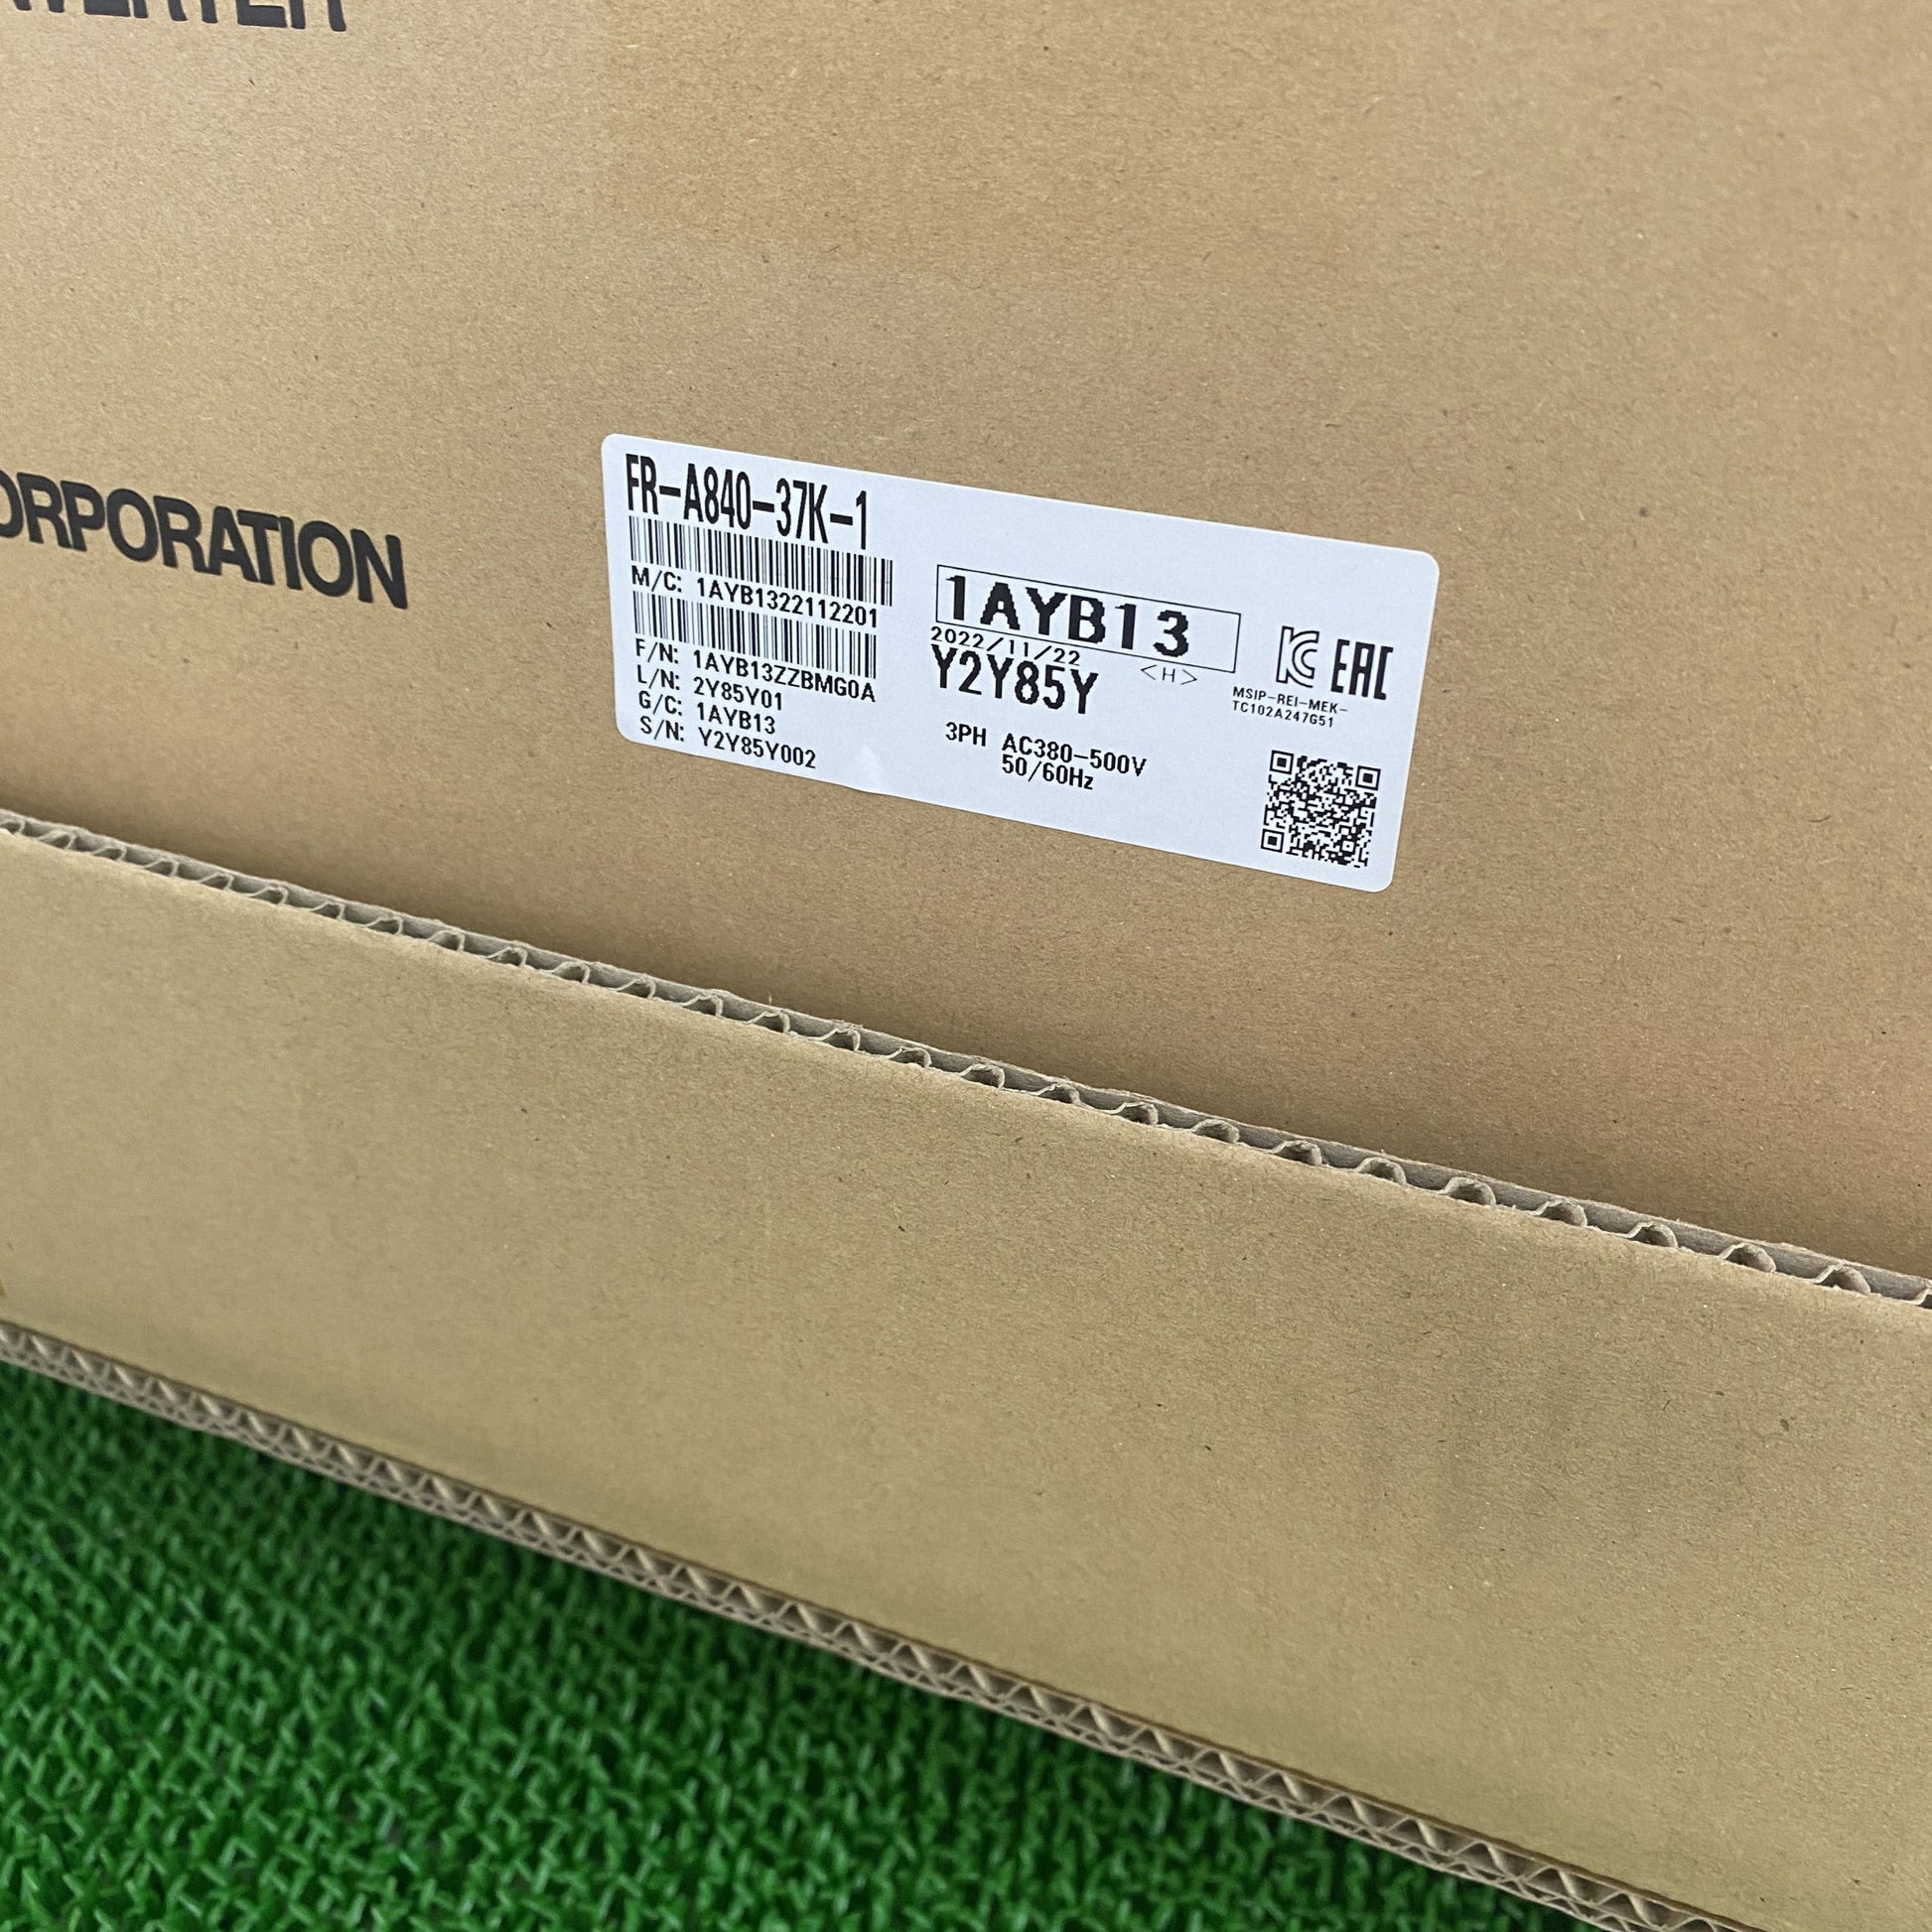 FR-A840-37K-1
M/C: 1AYB1322112201
F/N: 1AYB13ZZBMG0A
L/N: 2Y85Y01
G/C: 1AYB13
S/N: Y2Y85Y002
1AYB13
2022/11/22
<H>
Y2Y85Y
3PH AC380-500V
50/60Hz
EAC
MSIP-REI-MEK-
TC102A247G51
ORPORATION